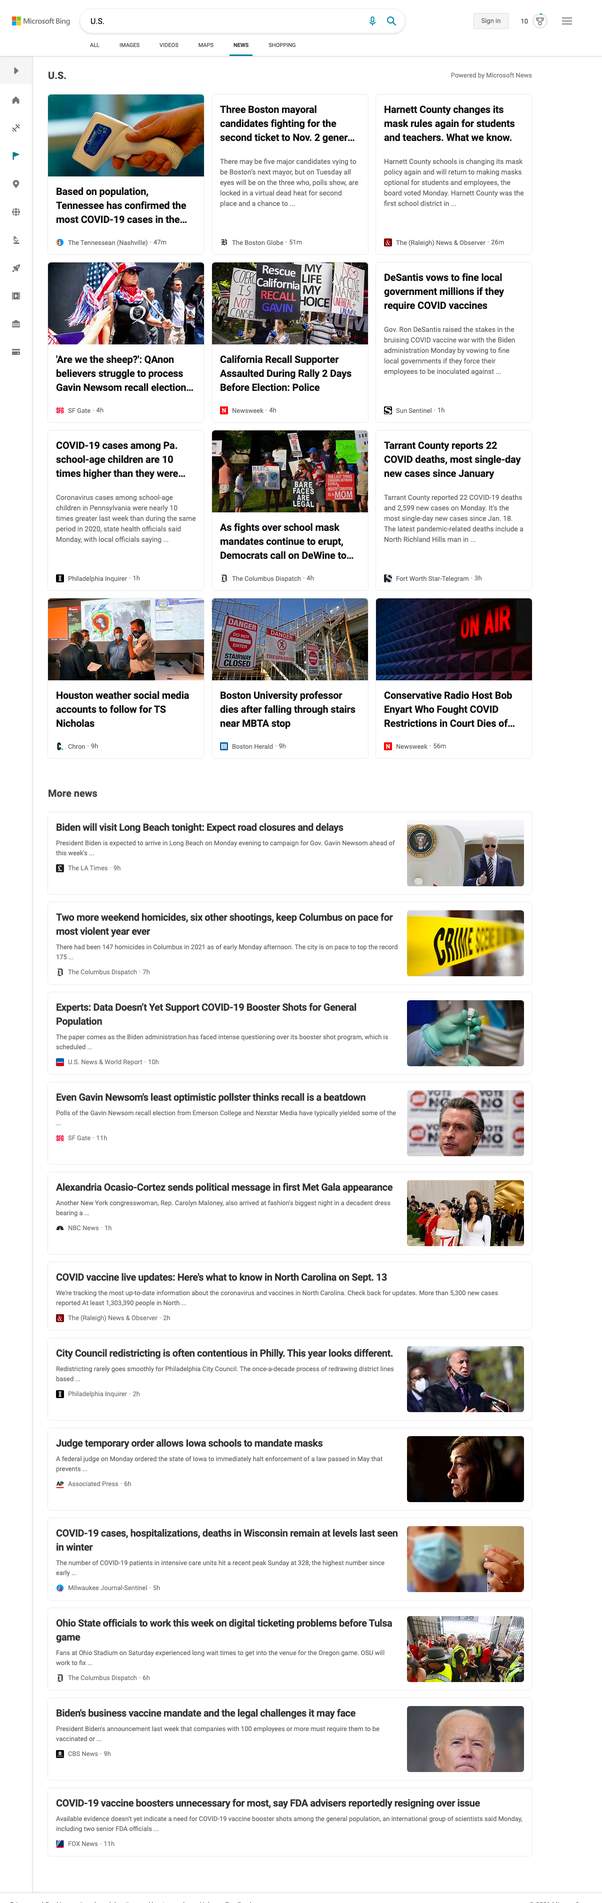 Microsoft Bing
U.S.
Sign in
10
ALL IMAGES VIDEOS MAPS NEWS SHOPPING
U.S.
Powered by Microsoft News
Based on population,
Tennessee has confirmed the
most COVID-19 cases in the...
The Tennessean (Nashville) · 47m
Three Boston mayoral
candidates fighting for the
second ticket to Nov. 2 gener...
There may be five major candidates vying to
be Boston's next mayor, but on Tuesday all
eyes will be on the three who, polls show, are
locked in a virtual dead heat for second
place and a chance to ...
The Boston Globe · 51m
Harnett County changes its
mask rules again for students
and teachers. What we know.
Harnett County schools is changing its mask
policy again and will return to making masks
optional for students and employees, the
board voted Monday. Harnett County was the
first school district in ...
The (Raleigh) News & Observer · 26m
'Are we the sheep?': QAnon
believers struggle to process
Gavin Newsom recall election...
SF Gate · 4h
Rescue
California
RECALL
GAVIN
MY
LIFE
MY
CHOICE
California Recall Supporter
Assaulted During Rally 2 Days
Before Election: Police
Newsweek · 4h
DeSantis vows to fine local
government millions if they
require COVID vaccines
Gov. Ron DeSantis raised the stakes in the
bruising COVID vaccine war with the Biden
administration Monday by vowing to fine
local governments if they force their
employees to be inoculated against ...
Sun Sentinel · 1h
COVID-19 cases among Pa.
school-age children are 10
times higher than they were...
Coronavirus cases among school-age
children in Pennsylvania were nearly 10
times greater last week than during the same
period in 2020, state health officials said
Monday, with local officials saying ...
Philadelphia Inquirer · 1h
BARE
FACES
ARE
LEGAL
MOM
As fights over school mask
mandates continue to erupt,
Democrats call on DeWine to...
The Columbus Dispatch · 4h
Tarrant County reports 22
COVID deaths, most single-day
new cases since January
Tarrant County reported 22 COVID-19 deaths
and 2,599 new cases on Monday. It's the
most single-day new cases since Jan. 18.
The latest pandemic-related deaths include a
North Richland Hills man in ...
Fort Worth Star-Telegram · 3h
Houston weather social media
accounts to follow for TS
Nicholas
Chron · 9h
DANGER
DO NOT
ENTER
STAIRWAY
CLOSED
DANGER
Boston University professor
dies after falling through stairs
near MBTA stop
Boston Herald · 9h
ON AIR
Conservative Radio Host Bob
Enyart Who Fought COVID
Restrictions in Court Dies of...
Newsweek · 56m
More news
Biden will visit Long Beach tonight: Expect road closures and delays
President Biden is expected to arrive in Long Beach on Monday evening to campaign for Gov. Gavin Newsom ahead of
this week's ...
The LA Times · 9h
Two more weekend homicides, six other shootings, keep Columbus on pace for
most violent year ever
There had been 147 homicides in Columbus in 2021 as of early Monday afternoon. The city is on pace to top the record
175 ...
The Columbus Dispatch · 7h
CRIME SCENE
Experts: Data Doesn't Yet Support COVID-19 Booster Shots for General
Population
The paper comes as the Biden administration has faced intense questioning over its booster shot program, which is
scheduled ...
U.S. News & World Report · 10h
Even Gavin Newsom's least optimistic pollster thinks recall is a beatdown
Polls of the Gavin Newsom recall election from Emerson College and Nexstar Media have typically yielded some of the
...
SF Gate · 11h
VOTE
NO
Alexandria Ocasio-Cortez sends political message in first Met Gala appearance
Another New York congresswoman, Rep. Carolyn Maloney, also arrived at fashion's biggest night in a decadent dress
bearing a ...
NBC News · 1h
COVID vaccine live updates: Here's what to know in North Carolina on Sept. 13
We're tracking the most up-to-date information about the coronavirus and vaccines in North Carolina. Check back for updates. More than 5,300 new cases
reported At least 1,303,390 people in North ...
The (Raleigh) News & Observer · 2h
City Council redistricting is often contentious in Philly. This year looks different.
Redistricting rarely goes smoothly for Philadelphia City Council. The once-a-decade process of redrawing district lines
based ...
Philadelphia Inquirer · 2h
Judge temporary order allows Iowa schools to mandate masks
A federal judge on Monday ordered the state of Iowa to immediately halt enforcement of a law passed in May that
prevents ...
AP Associated Press · 6h
COVID-19 cases, hospitalizations, deaths in Wisconsin remain at levels last seen
in winter
The number of COVID-19 patients in intensive care units hit a recent peak Sunday at 328, the highest number since
early ...
Milwaukee Journal-Sentinel · 5h
Ohio State officials to work this week on digital ticketing problems before Tulsa
game
Fans at Ohio Stadium on Saturday experienced long wait times to get into the venue for the Oregon game. OSU will
work to fix ...
The Columbus Dispatch · 6h
Biden's business vaccine mandate and the legal challenges it may face
President Biden's announcement last week that companies with 100 employees or more must require them to be
vaccinated or ...
CBS News · 9h
COVID-19 vaccine boosters unnecessary for most, say FDA advisers reportedly resigning over issue
Available evidence doesn't yet indicate a need for COVID-19 vaccine booster shots among the general population, an international group of scientists said Monday,
including two senior FDA officials ...
FOX News · 11h